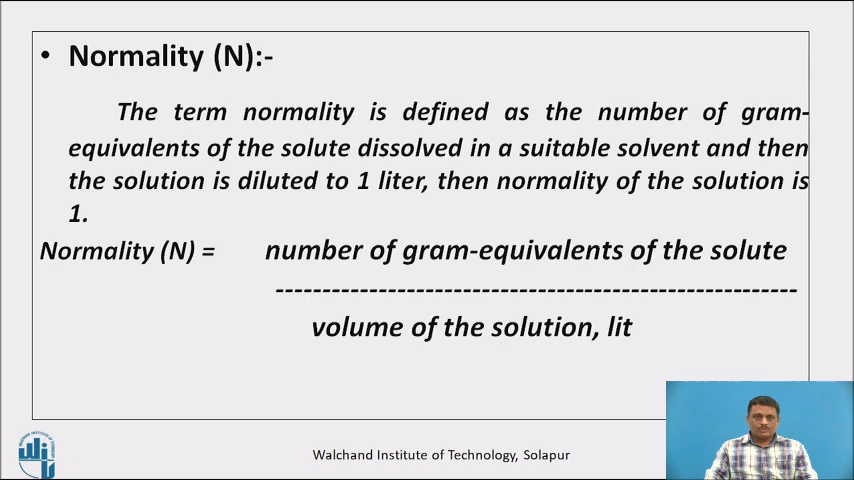 • Normality (N):-
The term normality is defined as the number of gram-
equivalents of the solute dissolved in a suitable solvent and then
the solution is diluted to 1 liter, then normality of the solution is
1.
Normality (N) = number of gram-equivalents of the solute
--------------------------------------------------------
volume of the solution, lit
Walchand Institute of Technology, Solapur